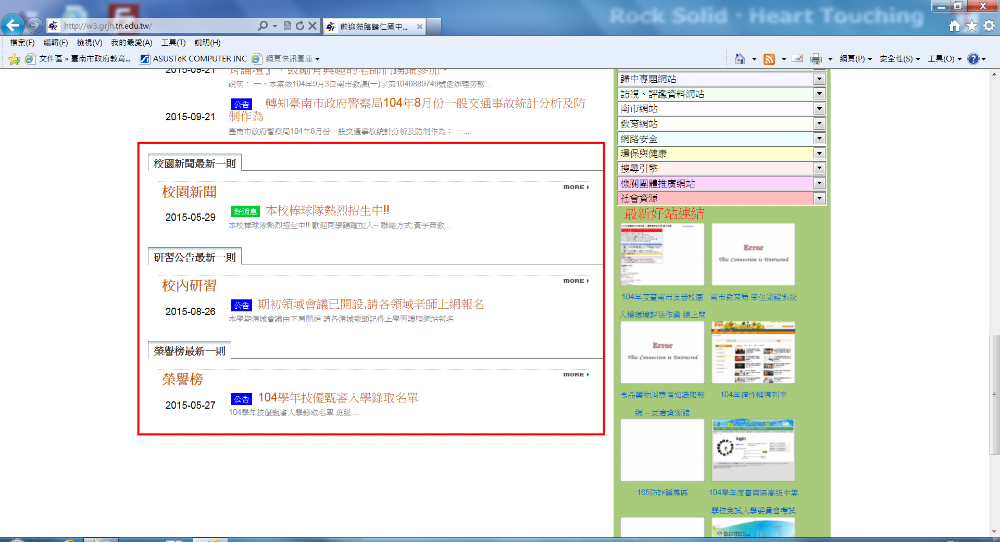 Rock Solid - Heart Touching
http://w3.grjh.tn.edu.tw/
歡迎蒞臨歸仁國中...
檔案(F) 編輯(E) 檢視(V) 我的最愛(A) 工具(T) 說明(H)
文件區 » 臺南市政府教育... ASUSTeK COMPUTER INC 網頁快訊圖庫
網頁(P) 安全性(S) 工具(O)
2015-09-21
育論壇』，鼓勵有興趣的老師們踴躍參加~
說明： 一、本案依104年9月3日南市教課(一)字第1040889749號函辦理勞務...
公告 轉知臺南市政府警察局104年8月份一般交通事故統計分析及防
制作為
2015-09-21
臺南市政府警察局104年8月份一般交通事故統計分析及防制作為： 一...
校園新聞最新一則
MORE
校園新聞
2015-05-29
好消息 本校棒球隊熱烈招生中!!
本校棒球隊熱烈招生中!! 歡迎同學踴躍加入-- 聯絡方式:黃宇榮教...
研習公告最新一則
MORE
校內研習
2015-08-26
公告 期初領域會議已開設,請各領域老師上網報名
本學期領域會議由下周開始 請各領域教師記得上學習護照網站報名
榮譽榜最新一則
MORE
榮譽榜
2015-05-27
公告 104學年技優甄審入學錄取名單
104學年技優甄審入學錄取名單 班級 ...
歸中專題網站
訪視、評鑑資料網站
南市網站
教育網站
網路安全
環保與健康
搜尋引擎
機關團體推廣網站
社會資源
最新好站連結
Error
This Connection is Untrusted
104年度臺南市友善校園
人權環境評估作業 線上問
南市教育局 學生認證系統
Error
This Connection is Untrusted
食品藥物消費者知識服務
網 – 反毒資源館
104年適性輔導列車
login
165防詐騙專區
104學年度臺南區高級中等
學校免試入學委員會考試